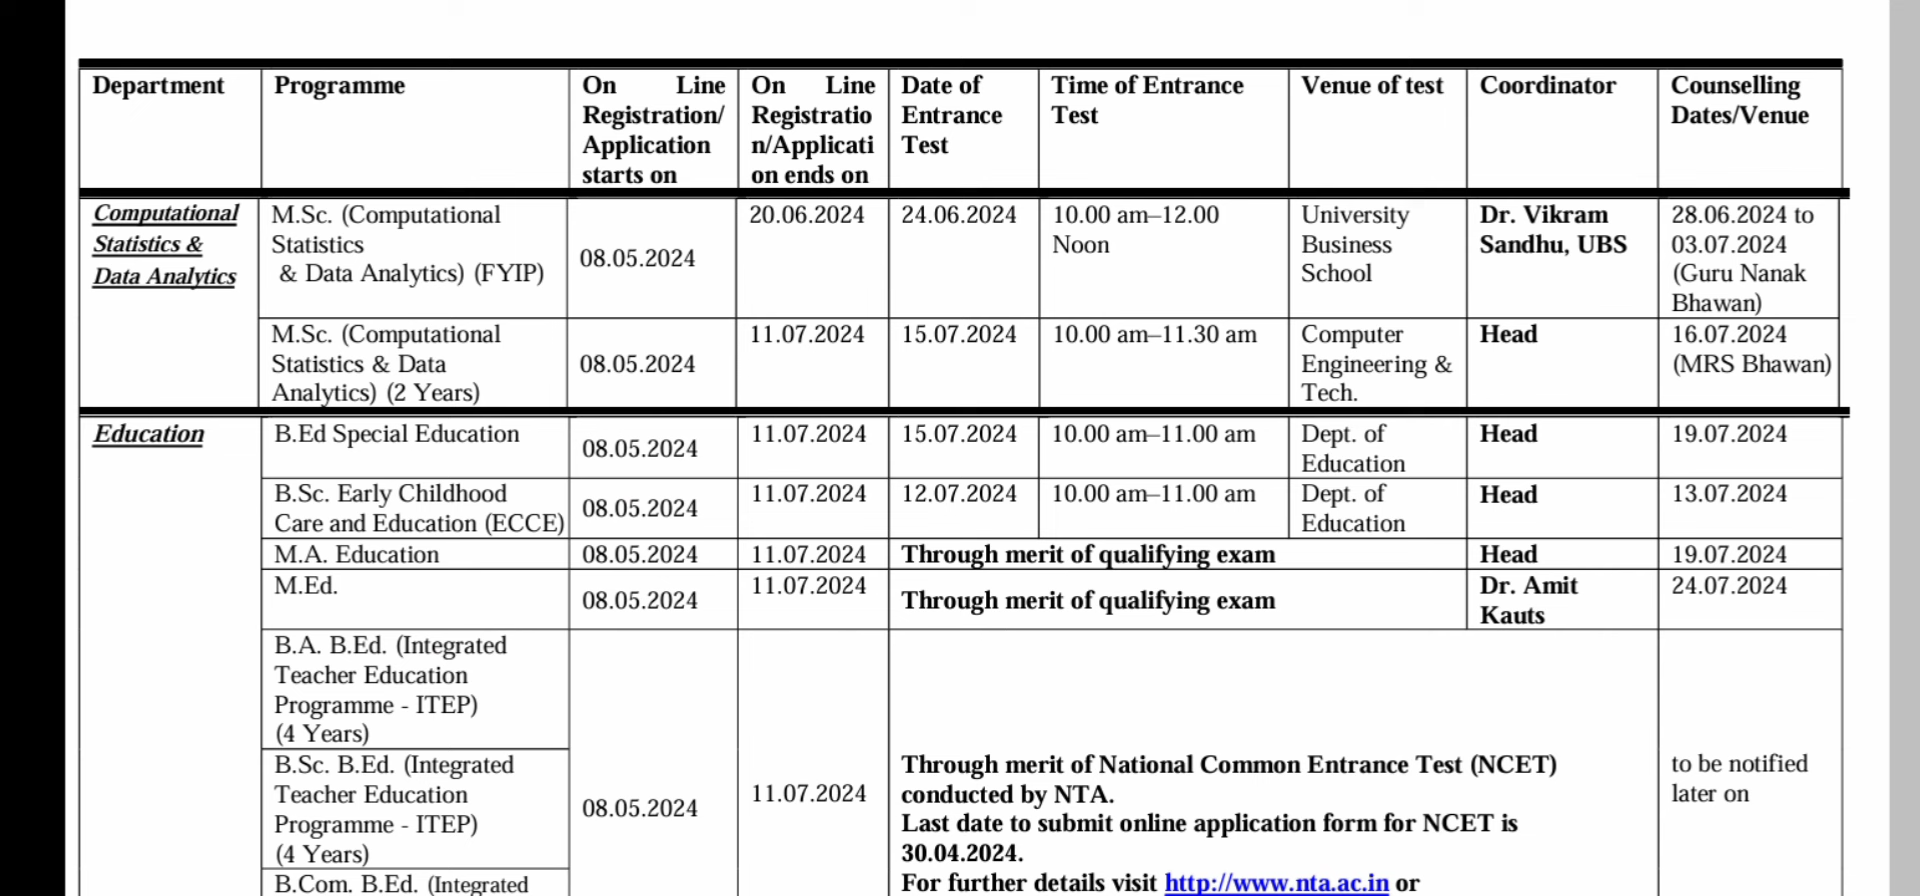 Department
Programme
On Line
Registration/
Application
starts on
On Line
Registratio
n/Applicati
on ends on
Date of
Entrance
Test
Time of Entrance
Test
Venue of test
Coordinator
Counselling
Dates/Venue
Computational
Statistics &
Data Analytics
M.Sc. (Computational
Statistics
& Data Analytics) (FYIP)
08.05.2024
20.06.2024
24.06.2024
10.00 am–12.00
Noon
University
Business
School
Dr. Vikram
Sandhu, UBS
28.06.2024 to
03.07.2024
(Guru Nanak
Bhawan)
M.Sc. (Computational
Statistics & Data
Analytics) (2 Years)
08.05.2024
11.07.2024
15.07.2024
10.00 am–11.30 am
Computer
Engineering &
Tech.
Head
16.07.2024
(MRS Bhawan)
Education
B.Ed Special Education
08.05.2024
11.07.2024
15.07.2024
10.00 am–11.00 am
Dept. of
Education
Head
19.07.2024
B.Sc. Early Childhood
Care and Education (ECCE)
08.05.2024
11.07.2024
12.07.2024
10.00 am–11.00 am
Dept. of
Education
Head
13.07.2024
M.A. Education
08.05.2024
11.07.2024
Through merit of qualifying exam
Head
19.07.2024
M.Ed.
08.05.2024
11.07.2024
Through merit of qualifying exam
Dr. Amit
Kauts
24.07.2024
B.A. B.Ed. (Integrated
Teacher Education
Programme - ITEP)
(4 Years)
B.Sc. B.Ed. (Integrated
Teacher Education
Programme - ITEP)
(4 Years)
B.Com. B.Ed. (Integrated
08.05.2024
11.07.2024
Through merit of National Common Entrance Test (NCET)
conducted by NTA.
Last date to submit online application form for NCET is
30.04.2024.
For further details visit http://www.nta.ac.in or
to be notified
later on